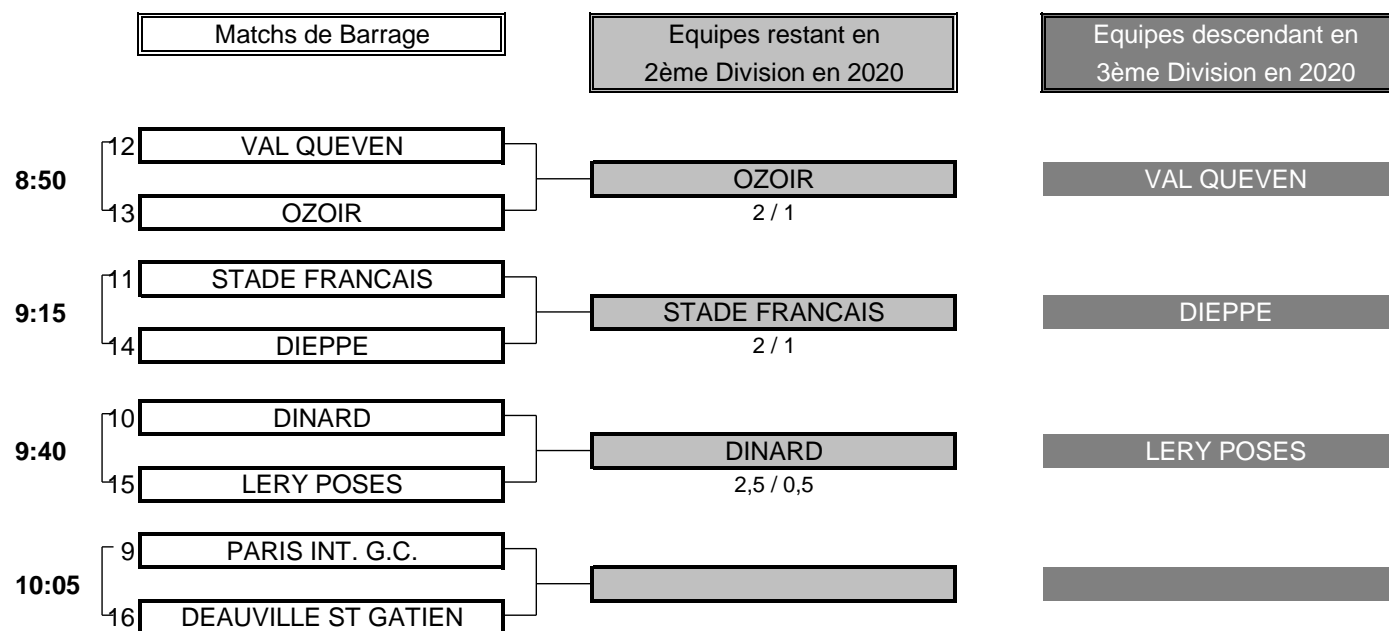 Matchs de Barrage
Equipes restant en
2ème Division en 2020
Equipes descendant en
3ème Division en 2020
12 VAL QUEVEN
8:50 OZOIR VAL QUEVEN
13 OZOIR 2 / 1
11 STADE FRANCAIS
9:15 STADE FRANCAIS DIEPPE
14 DIEPPE 2 / 1
10 DINARD
9:40 DINARD LERY POSES
15 LERY POSES 2,5 / 0,5
9 PARIS INT. G.C.
10:05
16 DEAUVILLE ST GATIEN